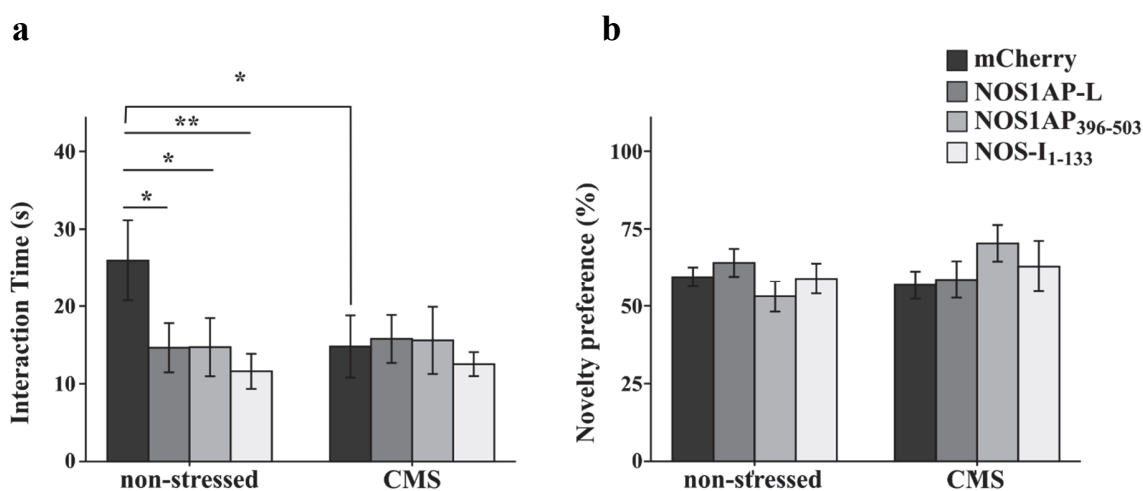 a
b
*
**
*
*
mCherry
NOS1AP-L
NOS1AP396-503
NOS-I1-133
Interaction Time (s)
40
30
20
10
0
non-stressed
CMS
Novelty preference (%)
100
75
50
25
0
non-stressed
CMS